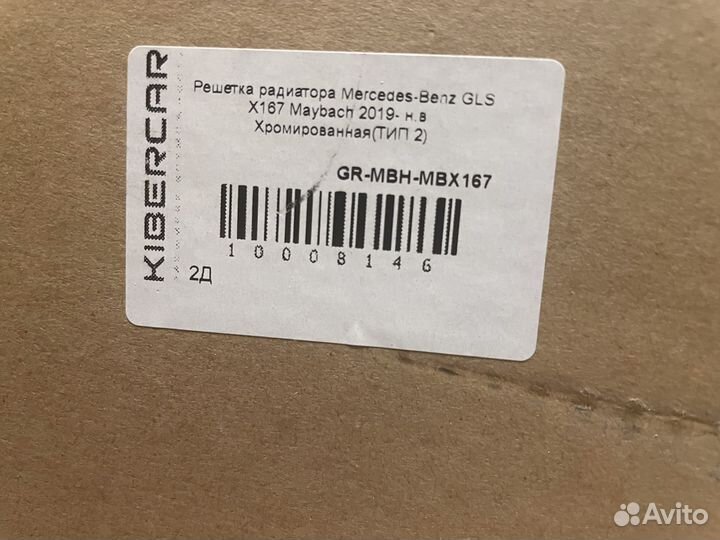 KIBERCAR
Решетка радиатора Mercedes-Benz GLS
X167 Maybach 2019- н.в
Хромированная(ТИП 2)
GR-MBH-MBX167
10008146
2Д
Avito